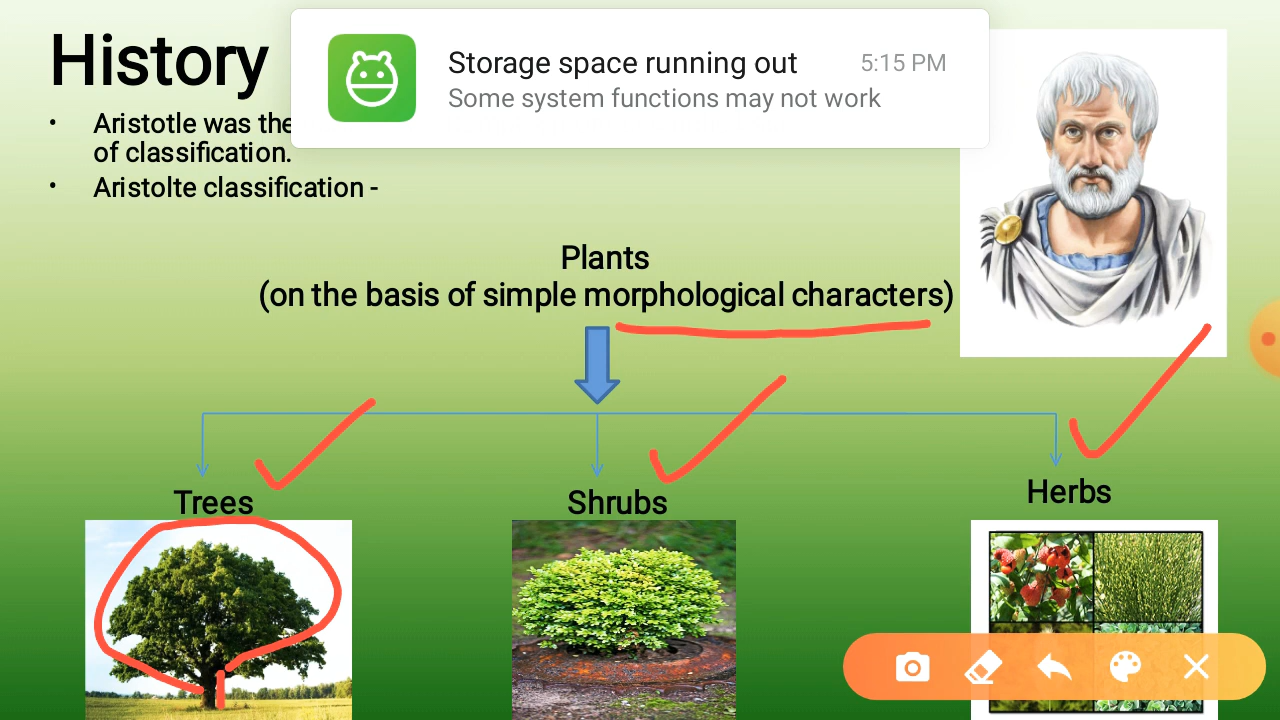 History
Storage space running out 5:15 PM
Some system functions may not work
Aristotle was the
of classification.
Aristolte classification -
Plants
(on the basis of simple morphological characters)
Trees
Shrubs
Herbs